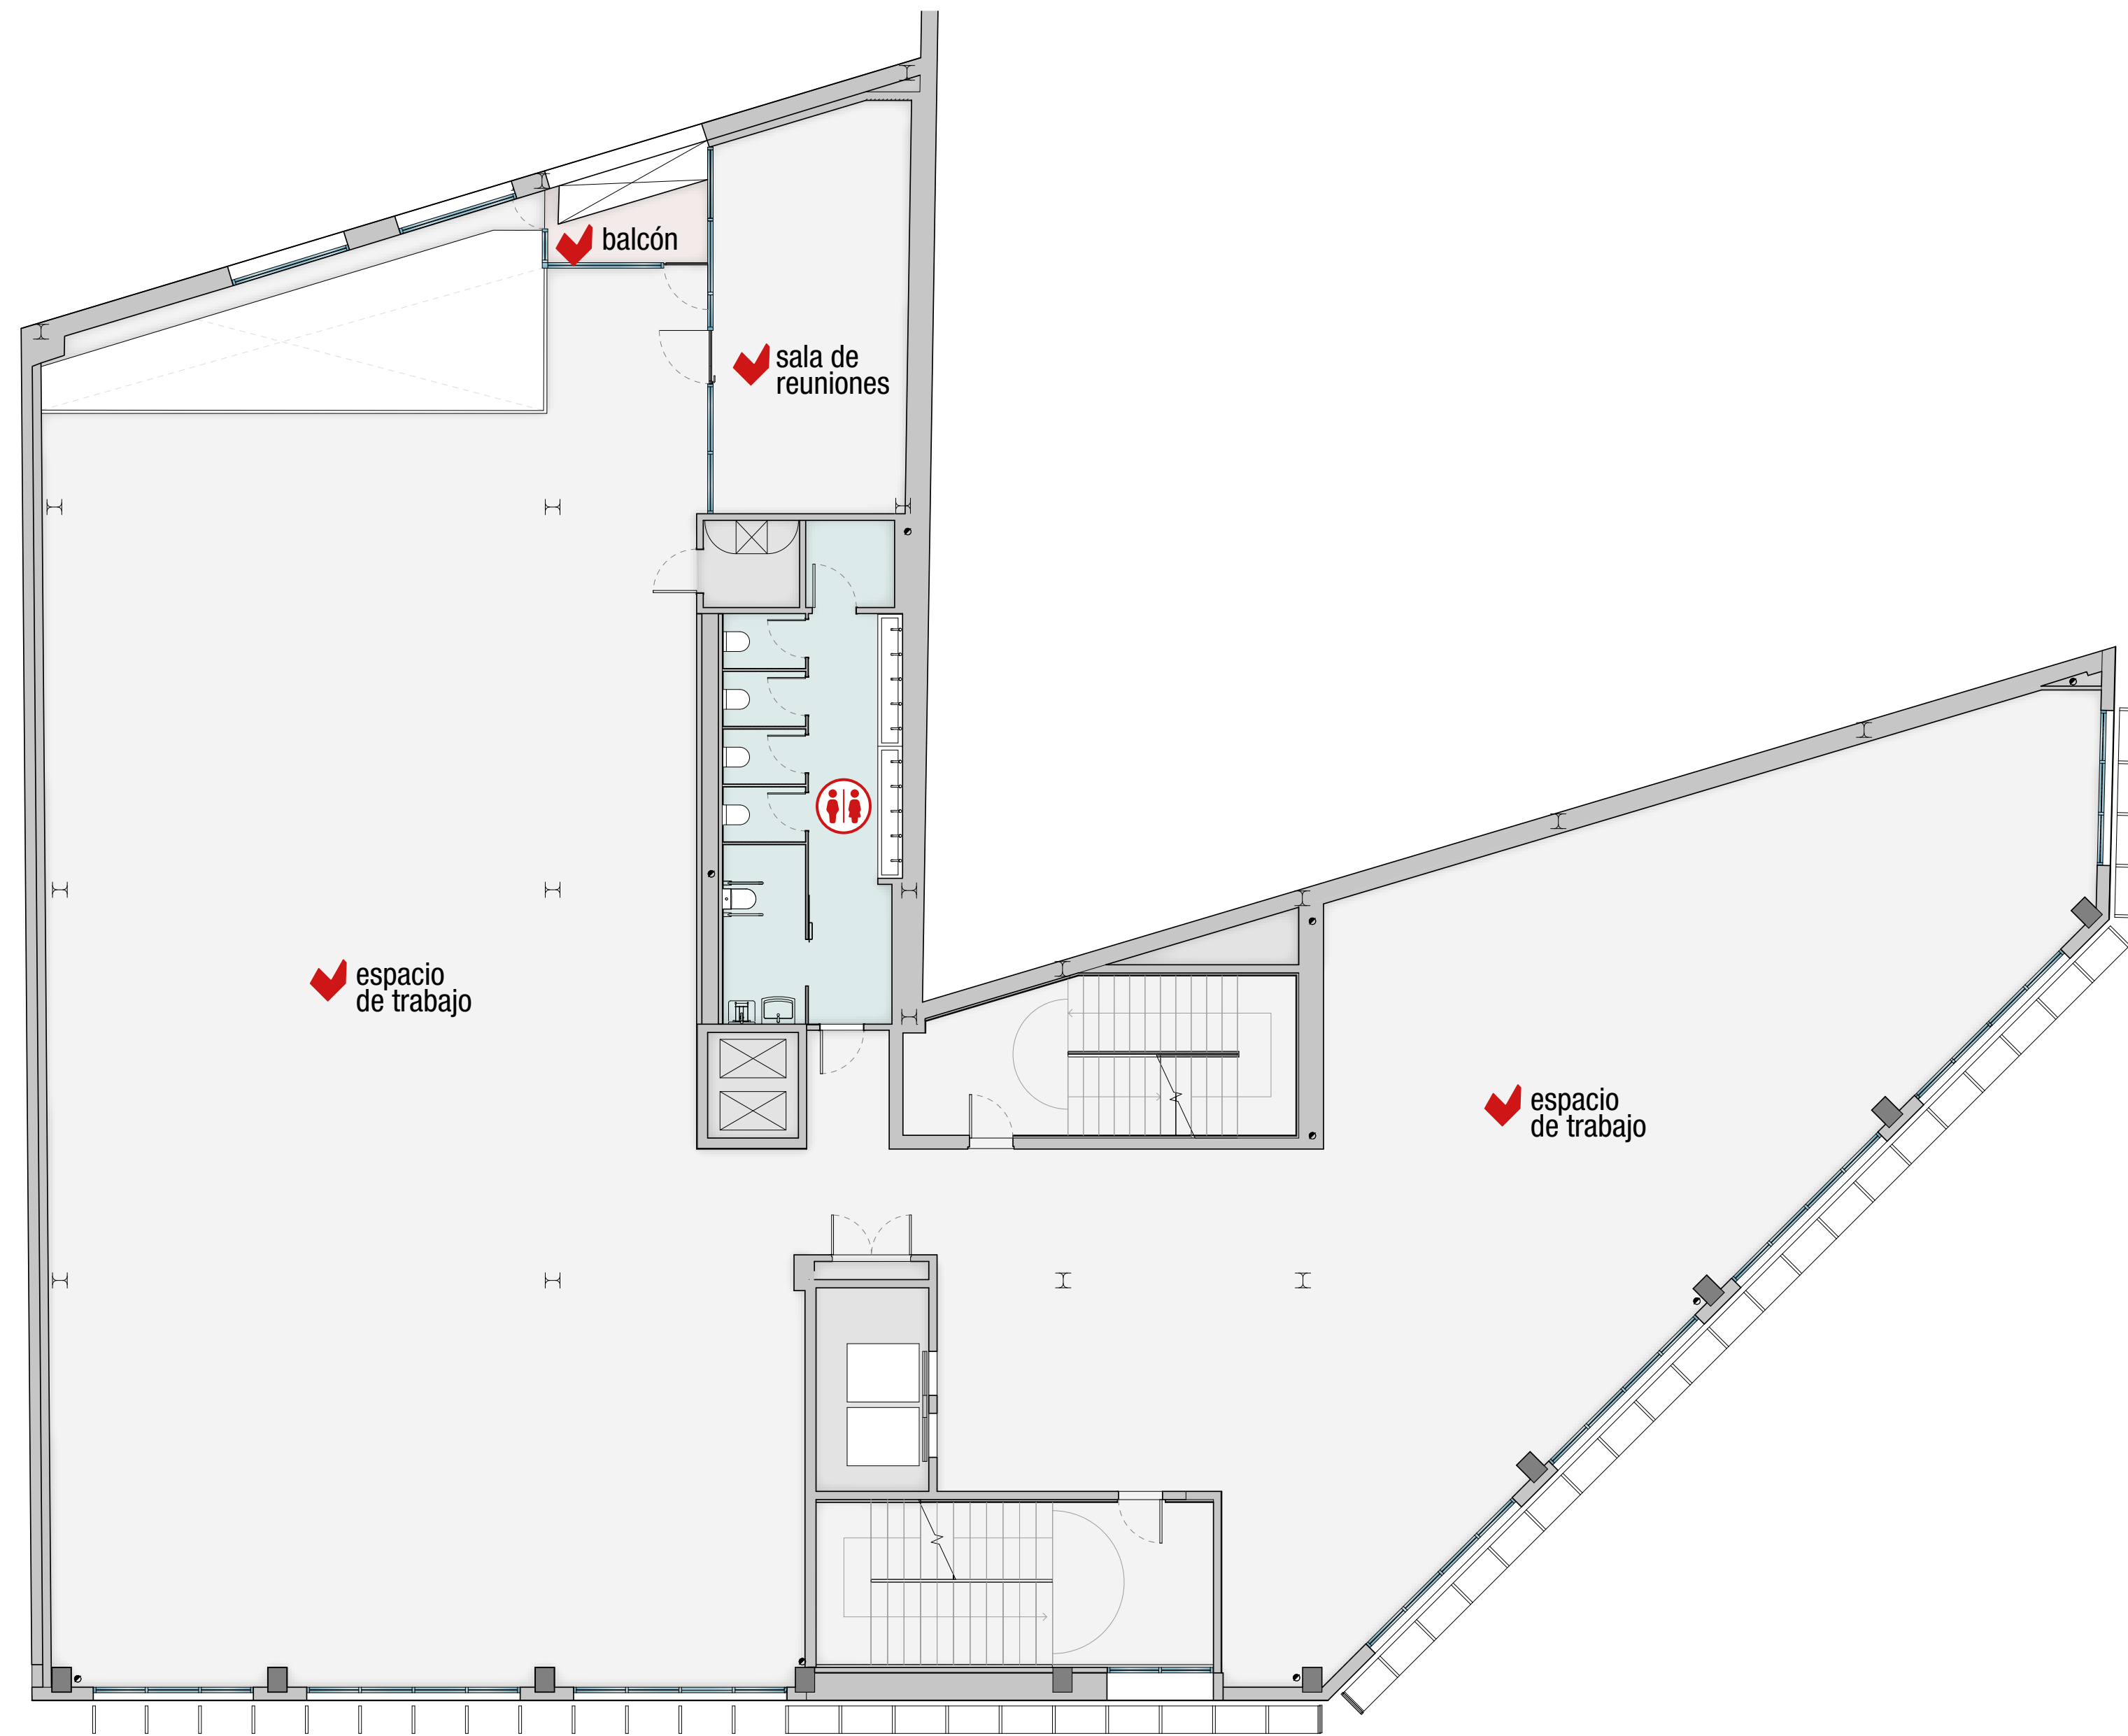 balcón
sala de
reuniones
espacio
de trabajo
espacio
de trabajo